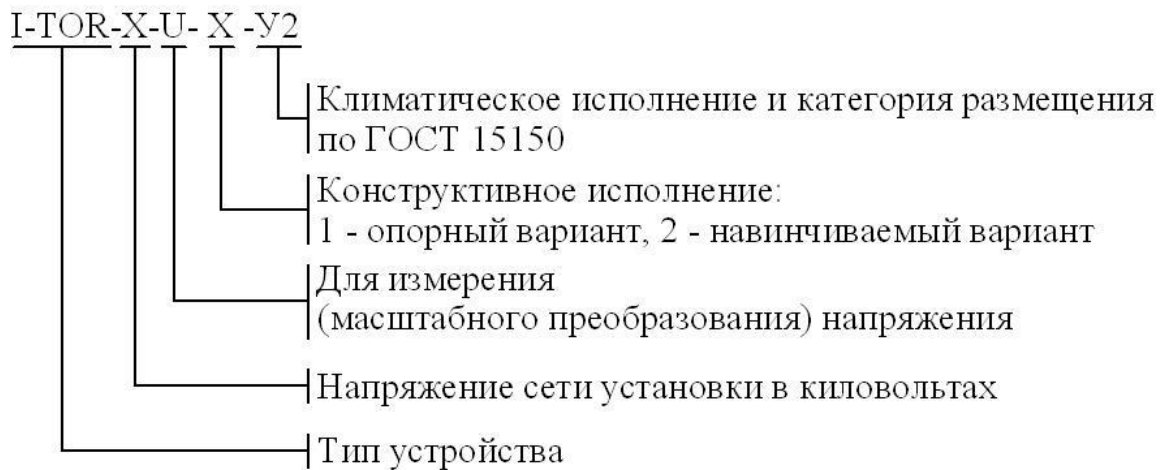 I-TOR-X-U- X -У2
Климатическое исполнение и категория размещения
по ГОСТ 15150
Конструктивное исполнение:
1 - опорный вариант, 2 - навинчиваемый вариант
Для измерения
(масштабного преобразования) напряжения
Напряжение сети установки в киловольтах
Тип устройства